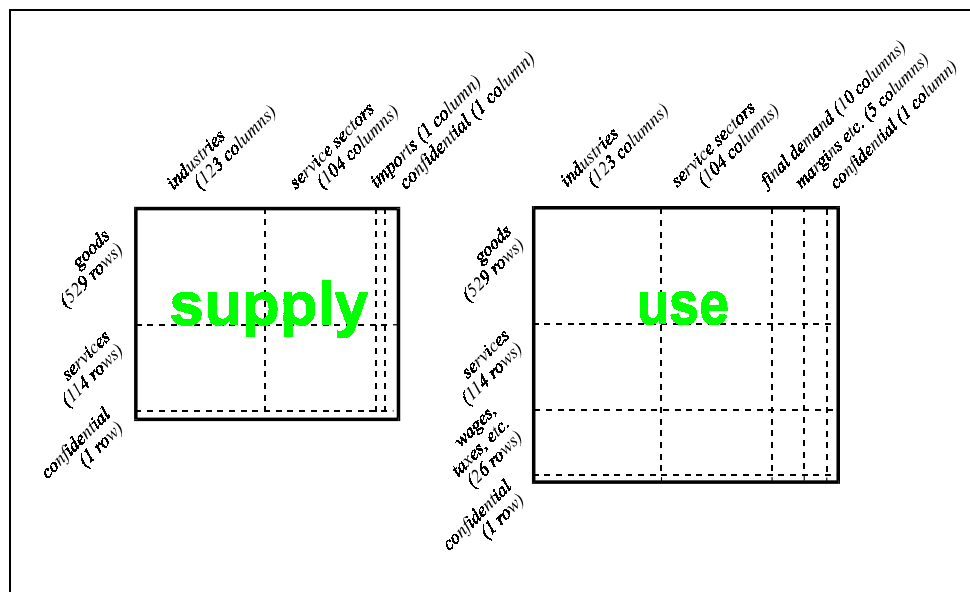 industries
(123 columns)
service sectors
(104 columns)
imports (1 column)
confidential (1 column)
goods
(529 rows)
services
(114 rows)
confidential
(1 row)
supply
industries
(123 columns)
service sectors
(104 columns)
final demand (10 columns)
margins etc. (5 columns)
confidential (1 column)
goods
(529 rows)
services
(114 rows)
wages,
taxes, etc.
(26 rows)
confidential
(1 row)
use